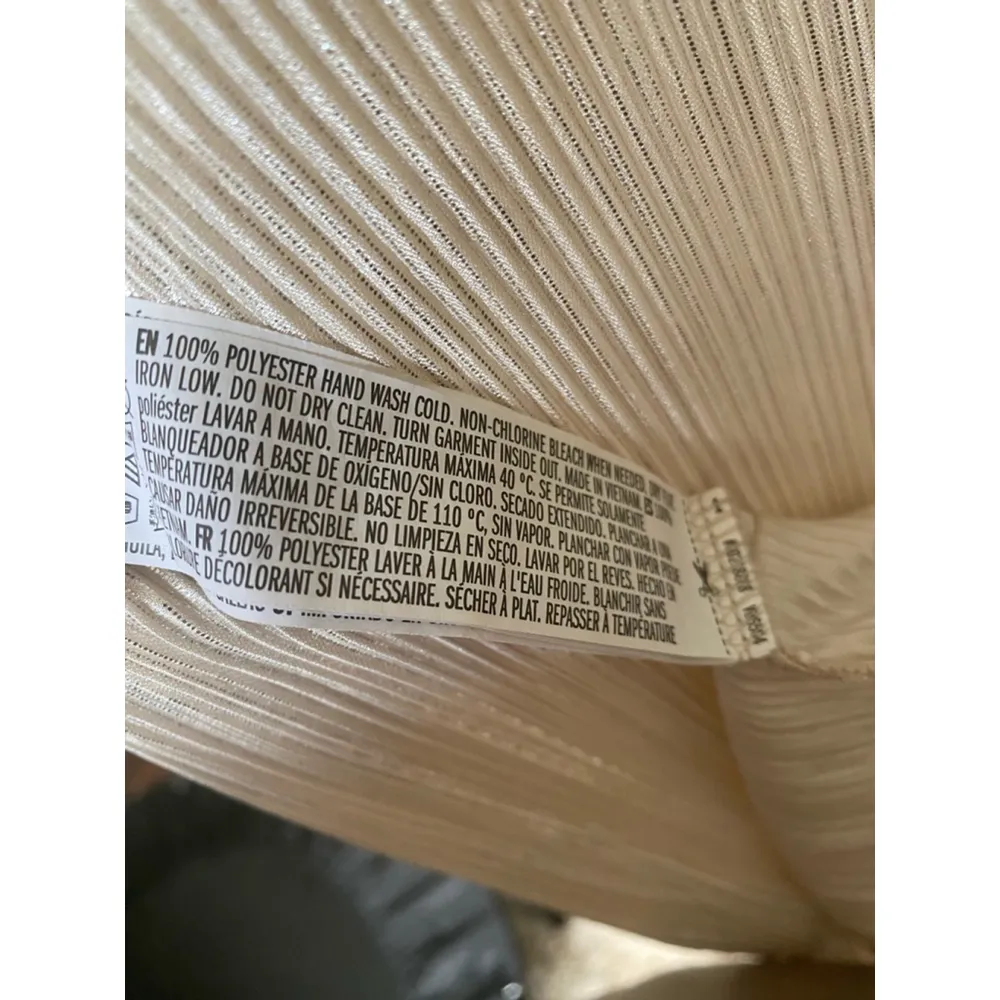 EN 100% POLYESTER HAND WASH COLD. NON-CHLORINE BLEACH WHEN NEEDED. DRY FLAT.
IRON LOW. DO NOT DRY CLEAN. TURN GARMENT INSIDE OUT. MADE IN VIETNAM. ES 100%
poliéster LAVAR A MANO. TEMPERATURA MÁXIMA 40 ºC. SE PERMITE SOLAMENTE
BLANQUEADOR A BASE DE OXÍGENO/SIN CLORO. SECADO EXTENDIDO. PLANCHAR A UNA
TEMPERATURA MÁXIMA DE LA BASE DE 110 ºC, SIN VAPOR. PLANCHAR CON VAPOR PUEDE
CAUSAR DAÑO IRREVERSIBLE. NO LIMPIEZA EN SECO. LAVAR POR EL REVES. HECHO EN
VIETNAM. FR 100% POLYESTER LAVER À LA MAIN À L'EAU FROIDE. BLANCHIR SANS
DÉCOLORANT SI NÉCESSAIRE. SÉCHER À PLAT. REPASSER À TEMPÉRATURE